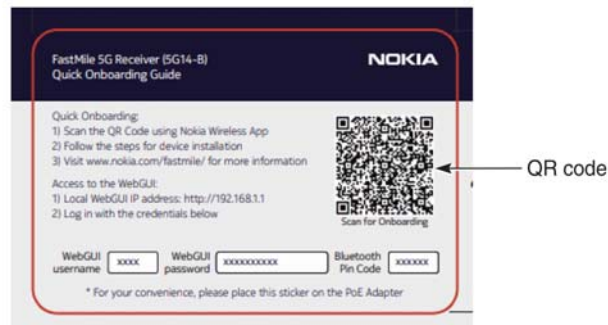 FastMile 5G Receiver (5G14-B)
Quick Onboarding Guide
NOKIA
Quick Onboarding:
1) Scan the QR Code using Nokia Wireless App
2) Follow the steps for device installation
3) Visit www.nokia.com/fastmile/ for more information
Access to the WebGUI:
1) Local WebGUI IP address: http://192.168.1.1
2) Log in with the credentials below
Scan for Onboarding
QR code
WebGUI username xxxx WebGUI password xxxxxxxxxx Bluetooth Pin Code xxxxxx
* For your convenience, please place this sticker on the PoE Adapter